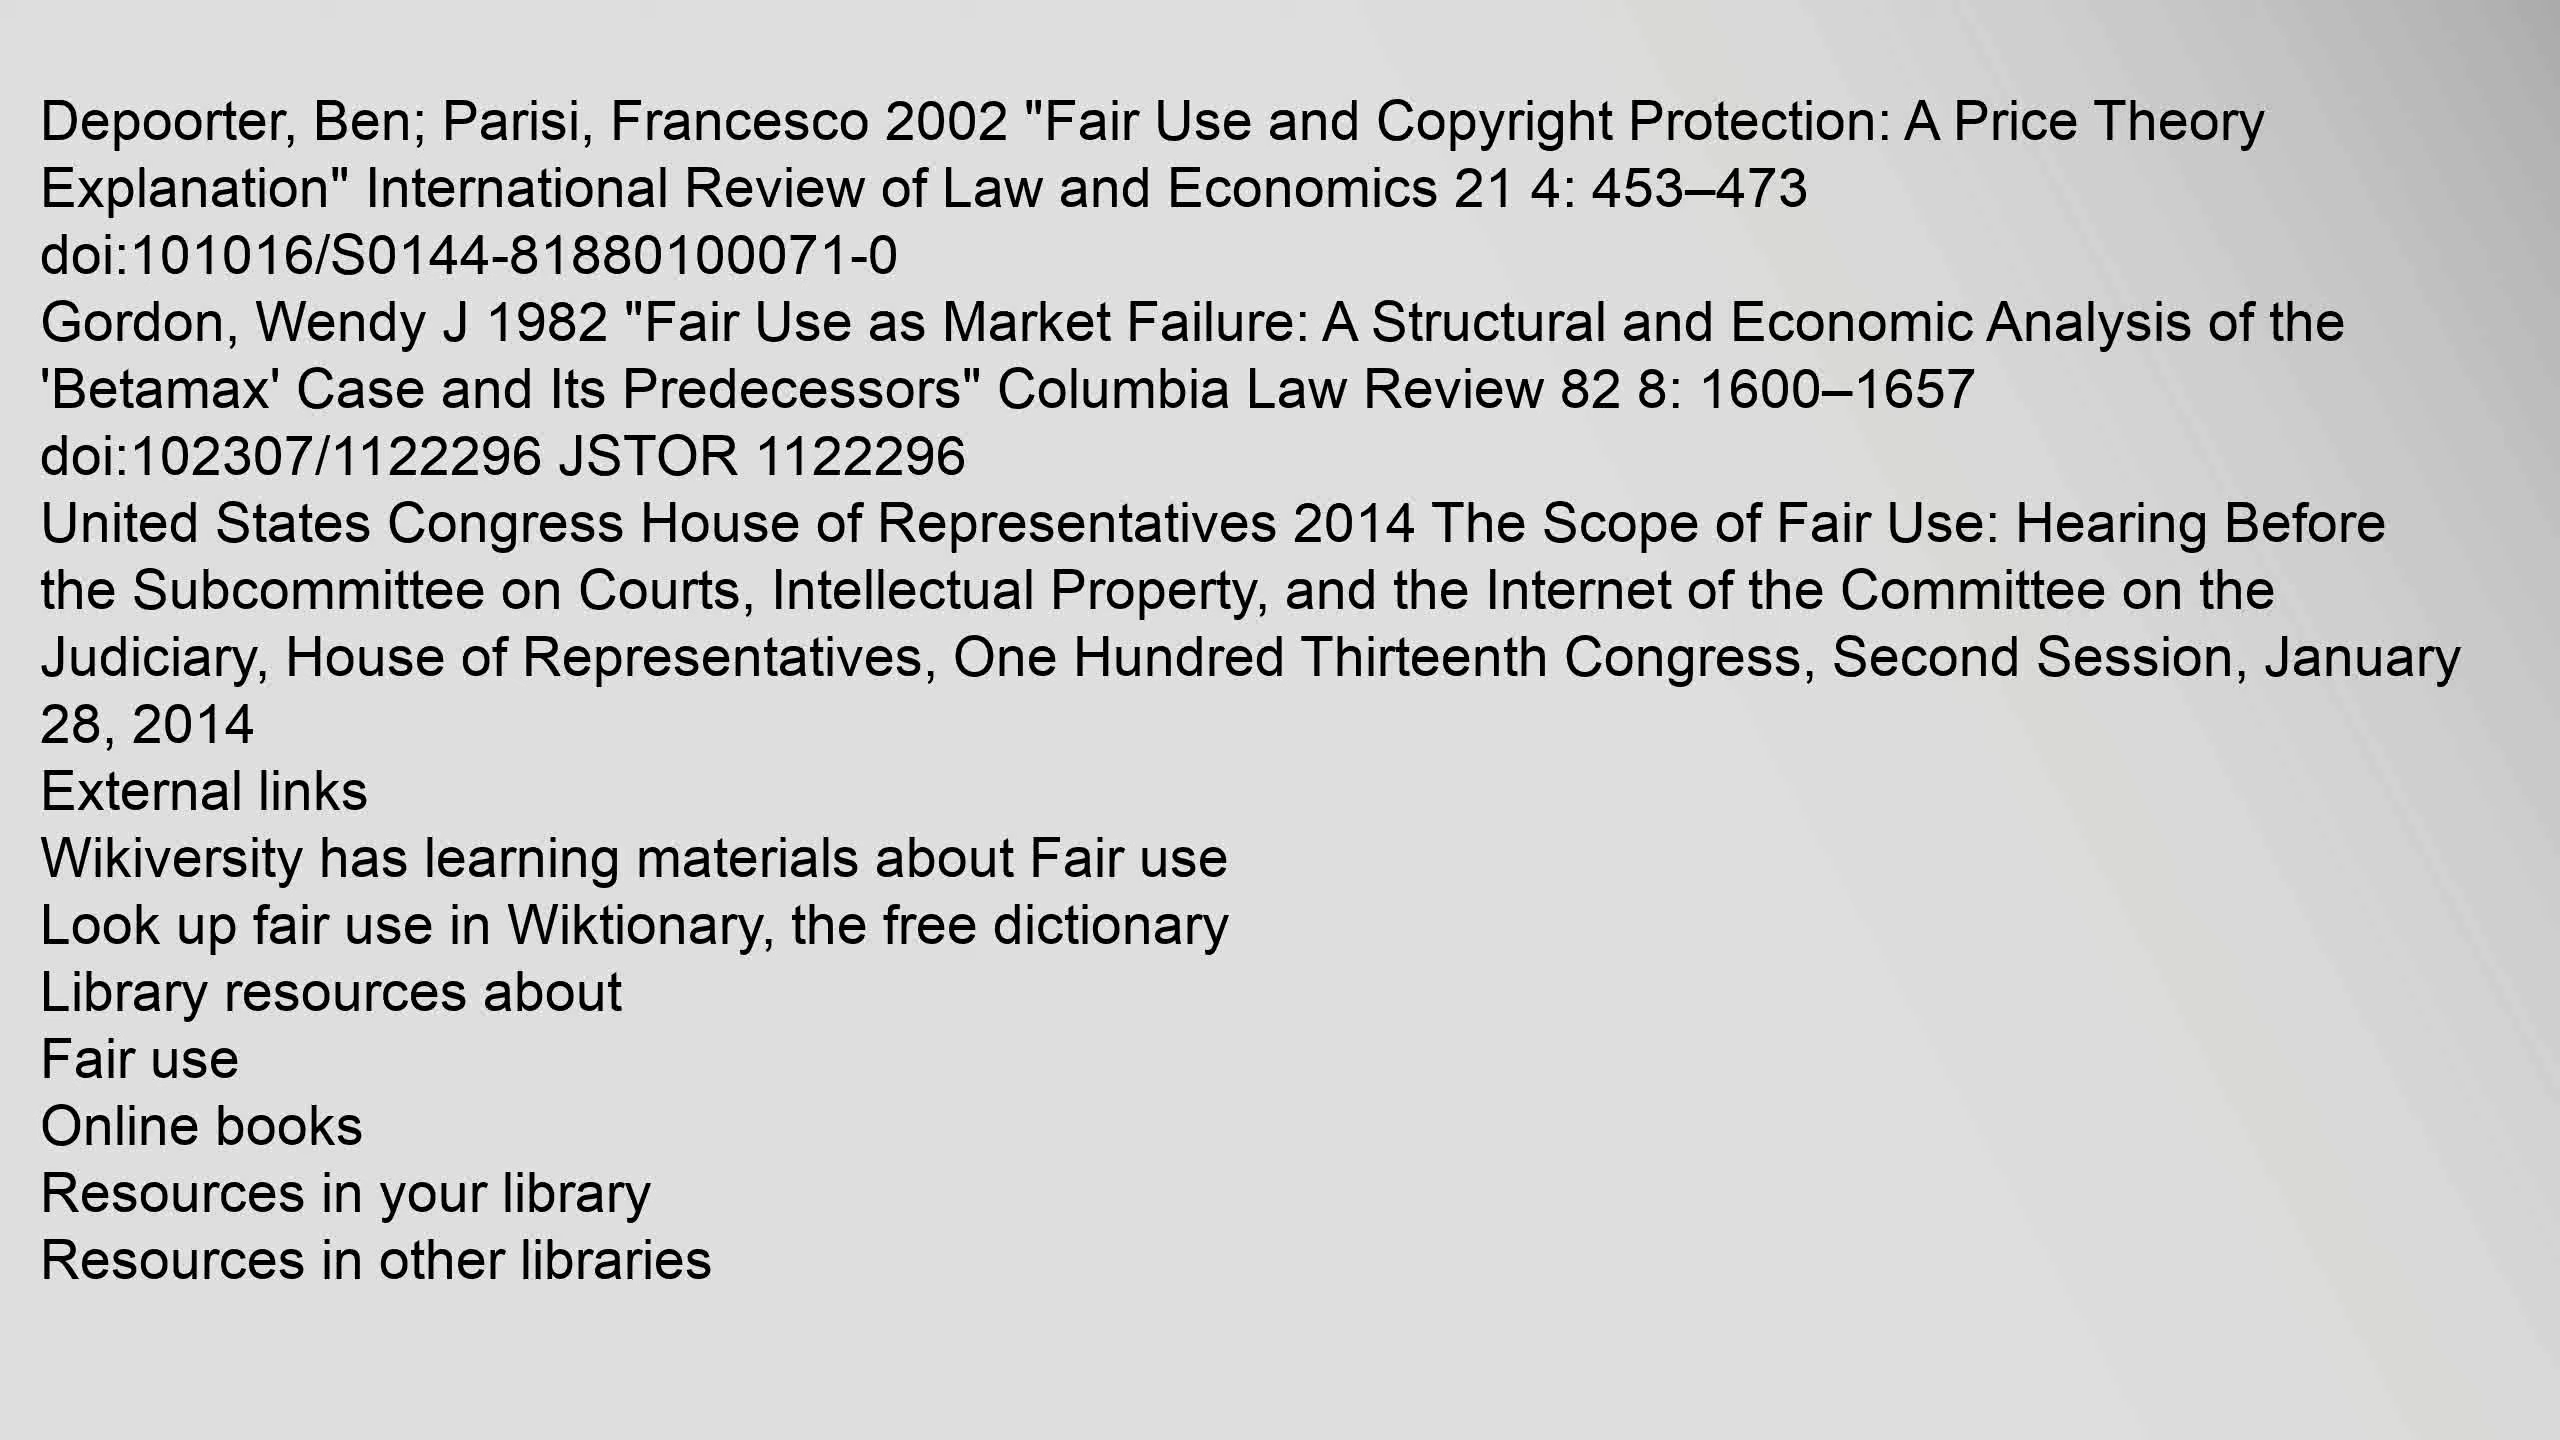 Depoorter, Ben; Parisi, Francesco 2002 "Fair Use and Copyright Protection: A Price Theory
Explanation" International Review of Law and Economics 21 4: 453–473
doi:101016/S0144-81880100071-0
Gordon, Wendy J 1982 "Fair Use as Market Failure: A Structural and Economic Analysis of the
'Betamax' Case and Its Predecessors" Columbia Law Review 82 8: 1600–1657
doi:102307/1122296 JSTOR 1122296
United States Congress House of Representatives 2014 The Scope of Fair Use: Hearing Before
the Subcommittee on Courts, Intellectual Property, and the Internet of the Committee on the
Judiciary, House of Representatives, One Hundred Thirteenth Congress, Second Session, January
28, 2014
External links
Wikiversity has learning materials about Fair use
Look up fair use in Wiktionary, the free dictionary
Library resources about
Fair use
Online books
Resources in your library
Resources in other libraries